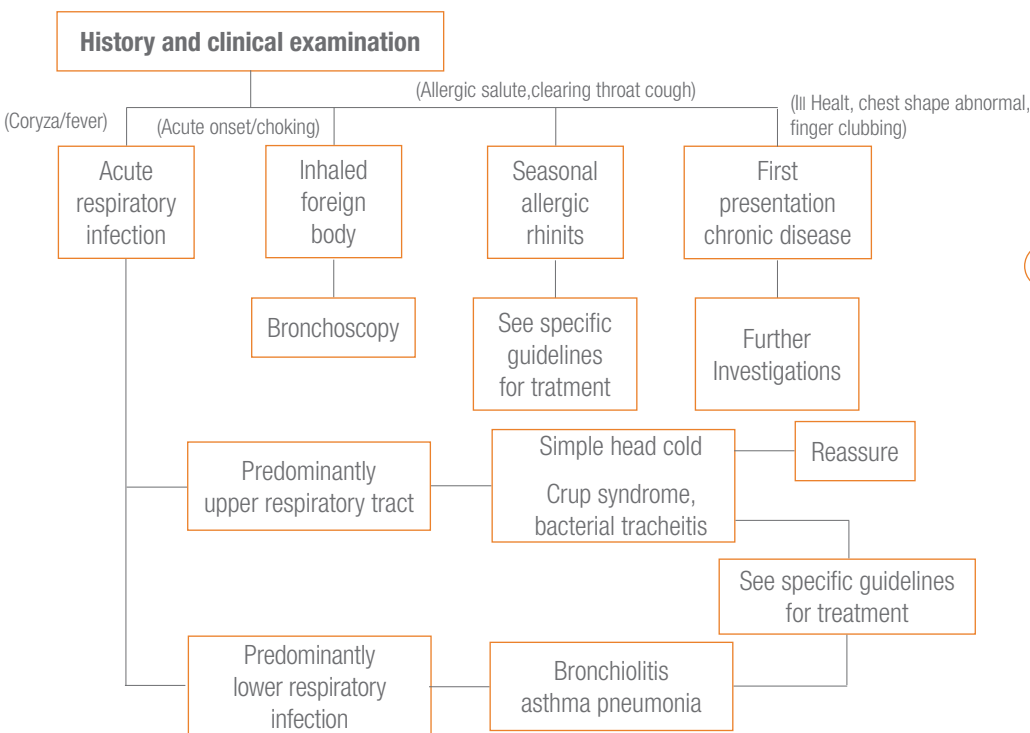 History and clinical examination
(Allergic salute,clearing throat cough)
(Coryza/fever)
(Acute onset/choking)
(Ill Healt, chest shape abnormal,
finger clubbing)
Acute
respiratory
infection
Inhaled
foreign
body
Seasonal
allergic
rhinits
First
presentation
chronic disease
Bronchoscopy
See specific
guidelines
for tratment
Further
Investigations
Predominantly
upper respiratory tract
Simple head cold
Crup syndrome,
bacterial tracheitis
Reassure
See specific guidelines
for treatment
Predominantly
lower respiratory
infection
Bronchiolitis
asthma pneumonia